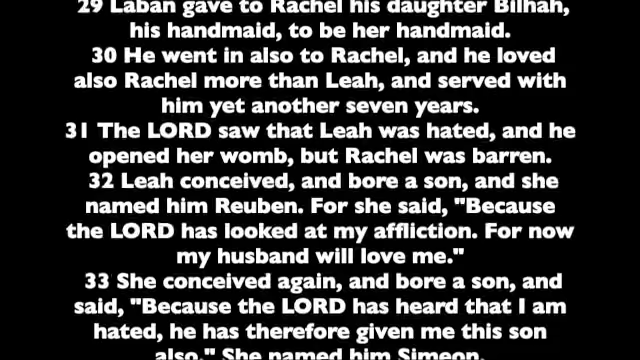 29 Laban gave to Rachel his daughter Bilhah,
his handmaid, to be her handmaid.
30 He went in also to Rachel, and he loved
also Rachel more than Leah, and served with
him yet another seven years.
31 The LORD saw that Leah was hated, and he
opened her womb, but Rachel was barren.
32 Leah conceived, and bore a son, and she
named him Reuben. For she said, "Because
the LORD has looked at my affliction. For now
my husband will love me."
33 She conceived again, and bore a son, and
said, "Because the LORD has heard that I am
hated, he has therefore given me this son
also." She named him Simeon.